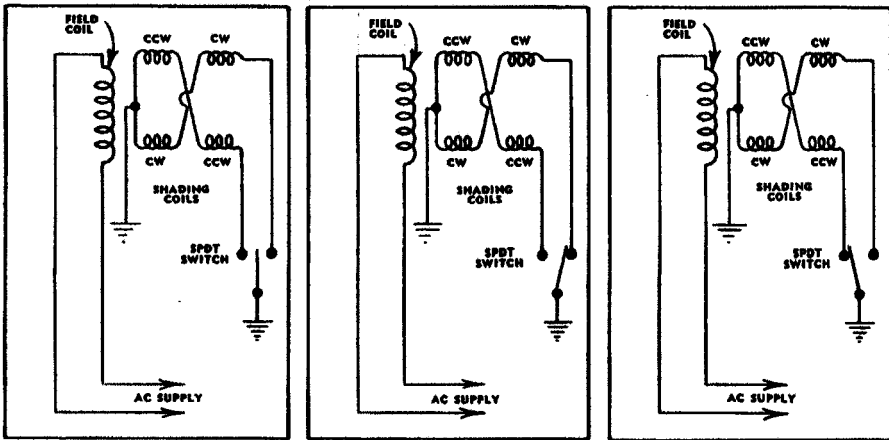 FIELD
COIL
CCW
CW
CW
CCW
SHADING
COILS
SPDT
SWITCH
AC SUPPLY
FIELD
COIL
CCW
CW
CW
CCW
SHADING
COILS
SPDT
SWITCH
AC SUPPLY
FIELD
COIL
CCW
CW
CW
CCW
SHADING
COILS
SPDT
SWITCH
AC SUPPLY